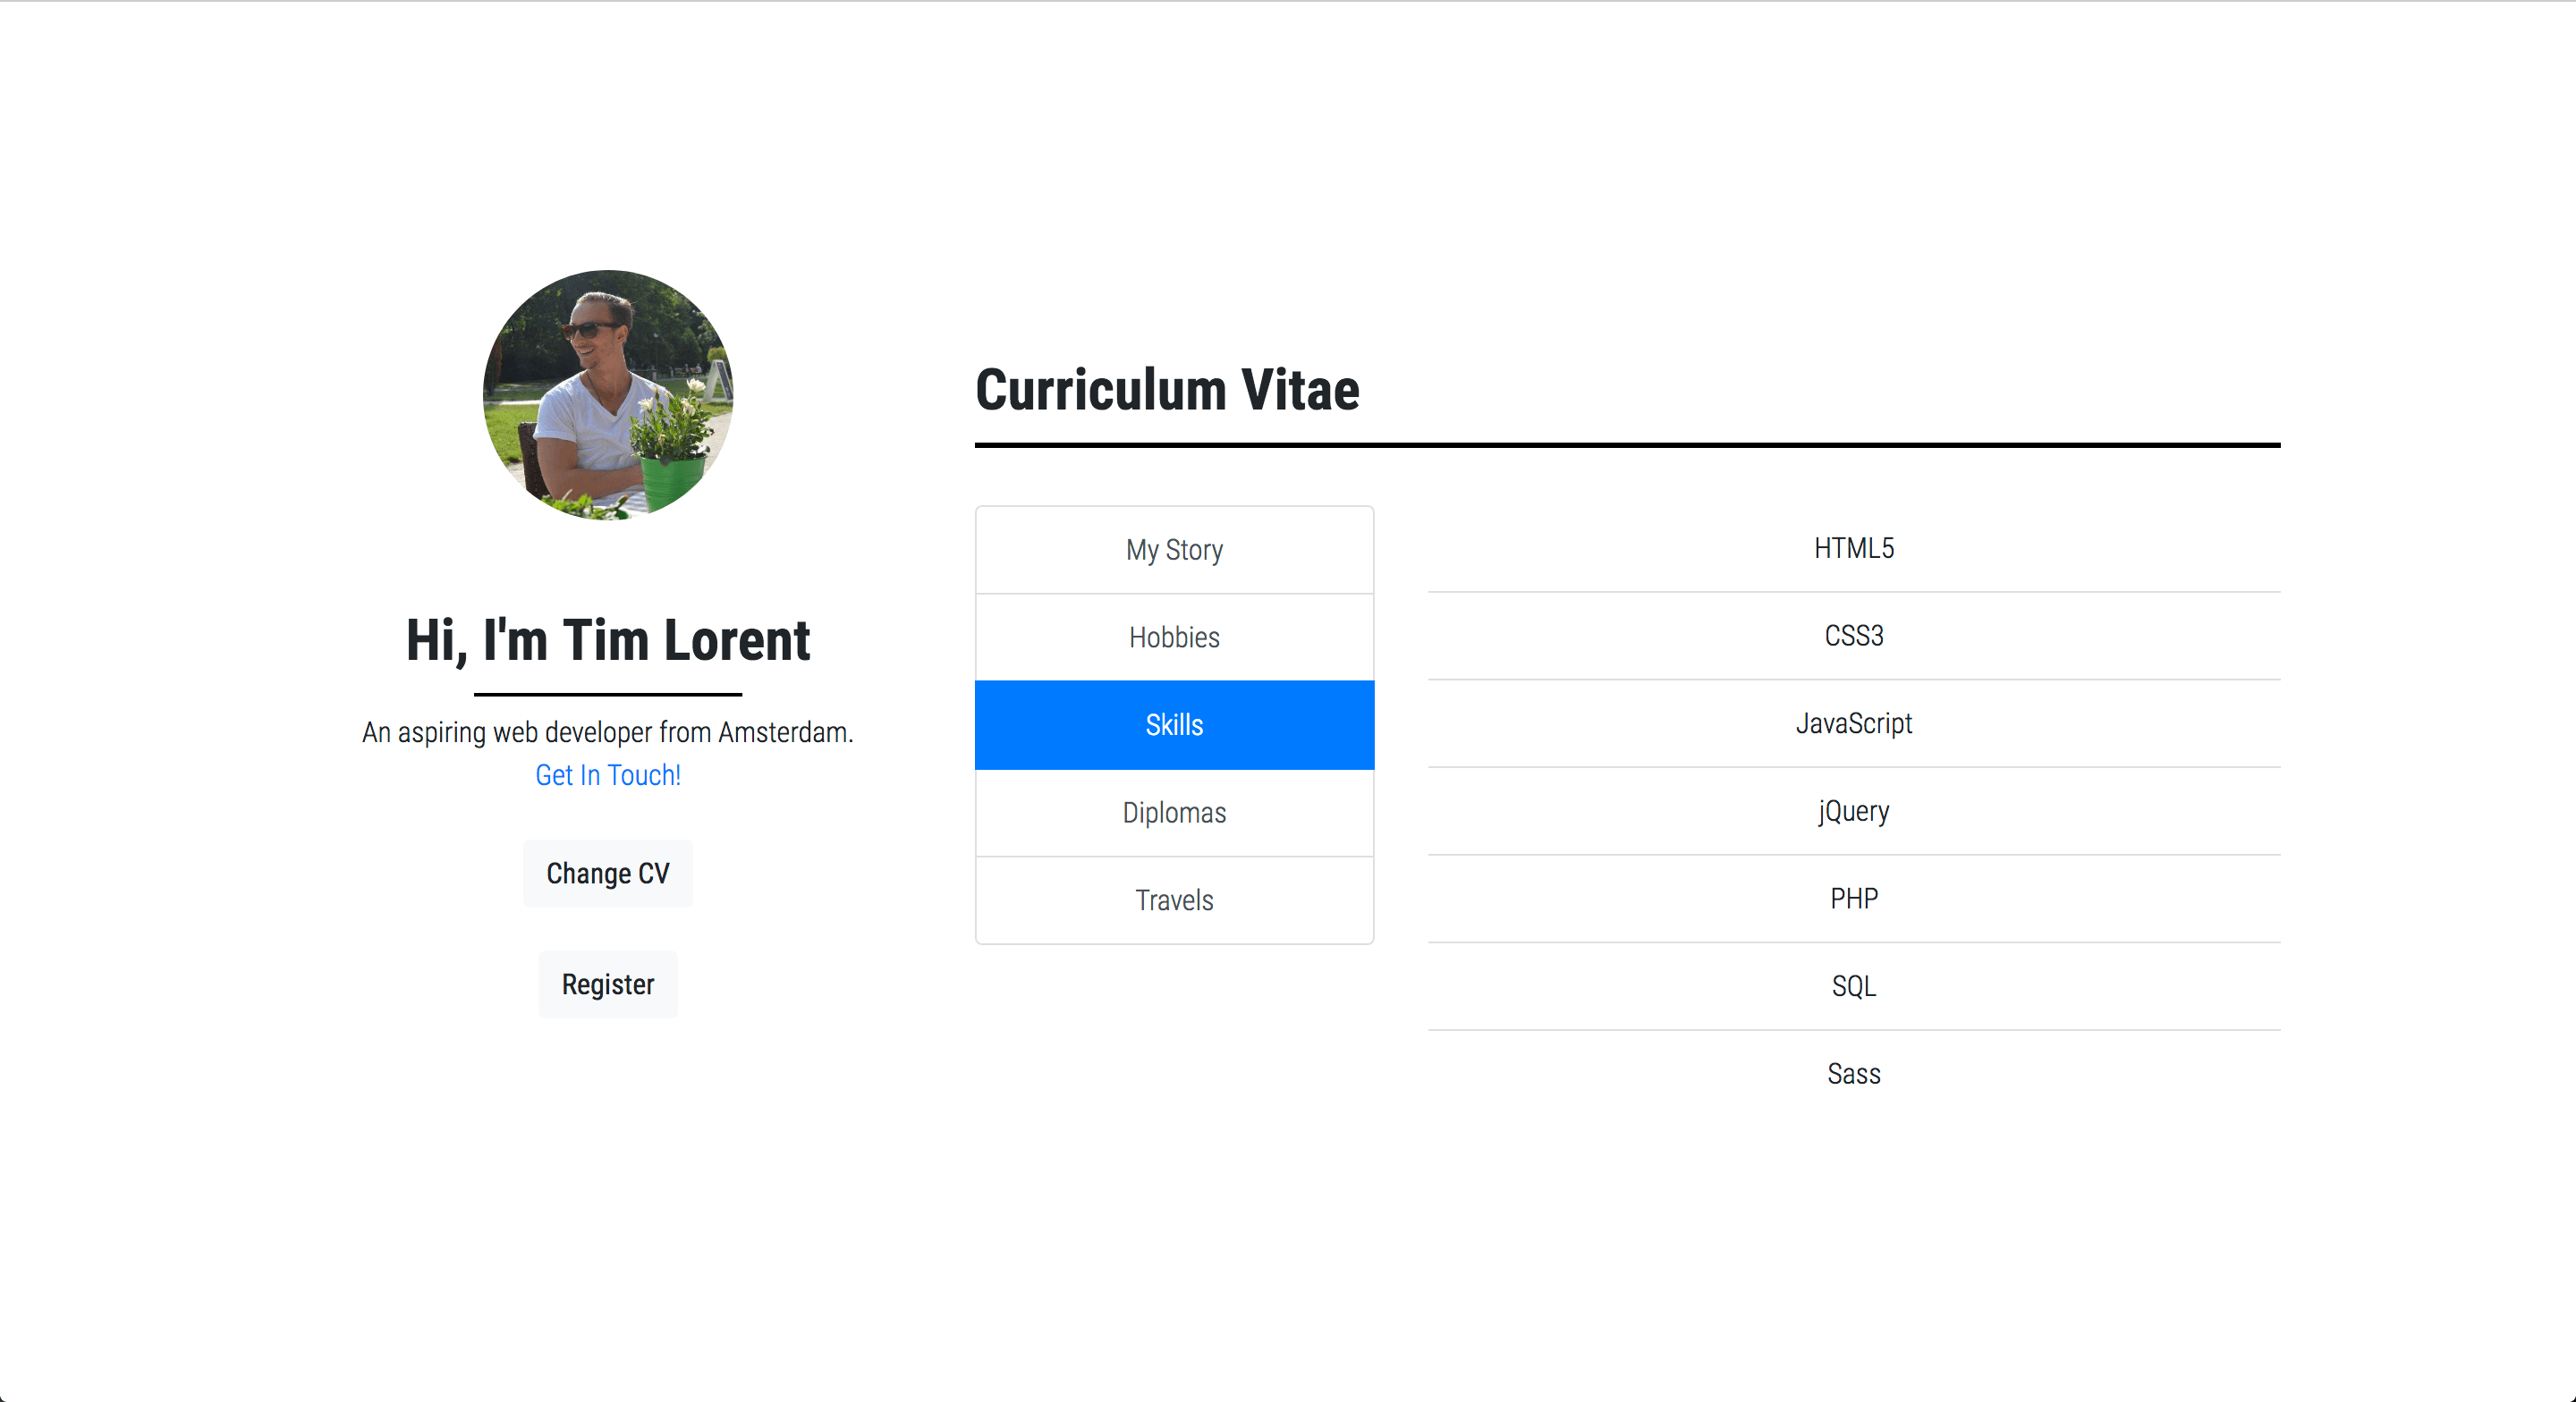 Hi, I'm Tim Lorent
An aspiring web developer from Amsterdam.
Get In Touch!
Change CV
Register
Curriculum Vitae
My Story
Hobbies
Skills
Diplomas
Travels
HTML5
CSS3
JavaScript
jQuery
PHP
SQL
Sass